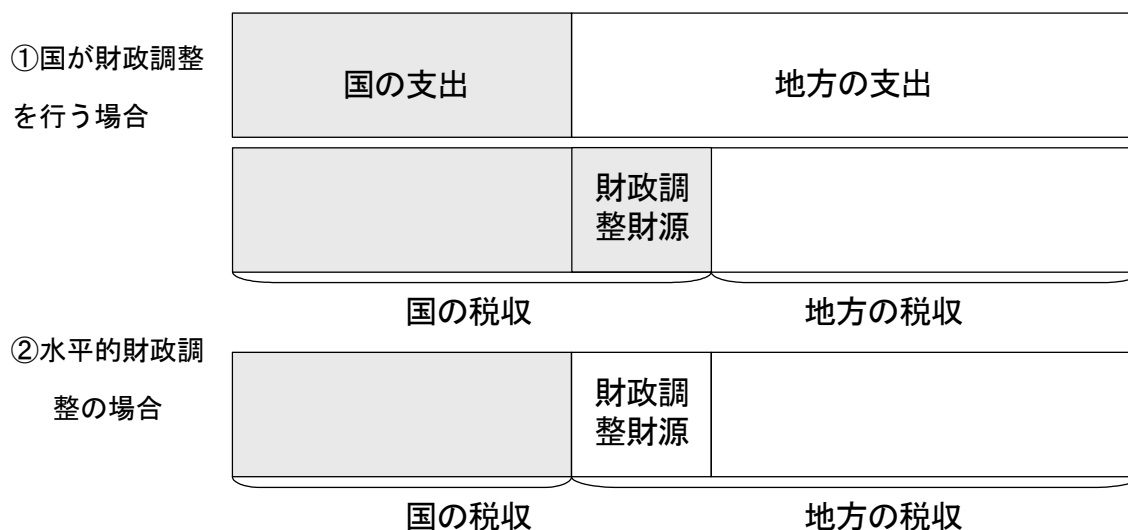 ①国が財政調整
を行う場合
国の支出
地方の支出
財政調
整財源
国の税収
地方の税収
②水平的財政調
整の場合
財政調
整財源
国の税収
地方の税収